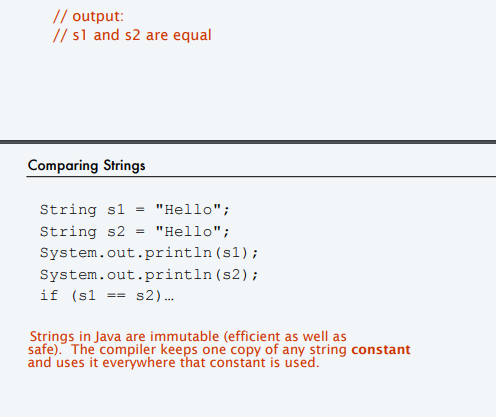 // output:
// s1 and s2 are equal
Comparing Strings
String s1 = "Hello";
String s2 = "Hello";
System.out.println(s1);
System.out.println(s2);
if (s1 == s2)…
Strings in Java are immutable (efficient as well as
safe).  The compiler keeps one copy of any string constant
and uses it everywhere that constant is used.